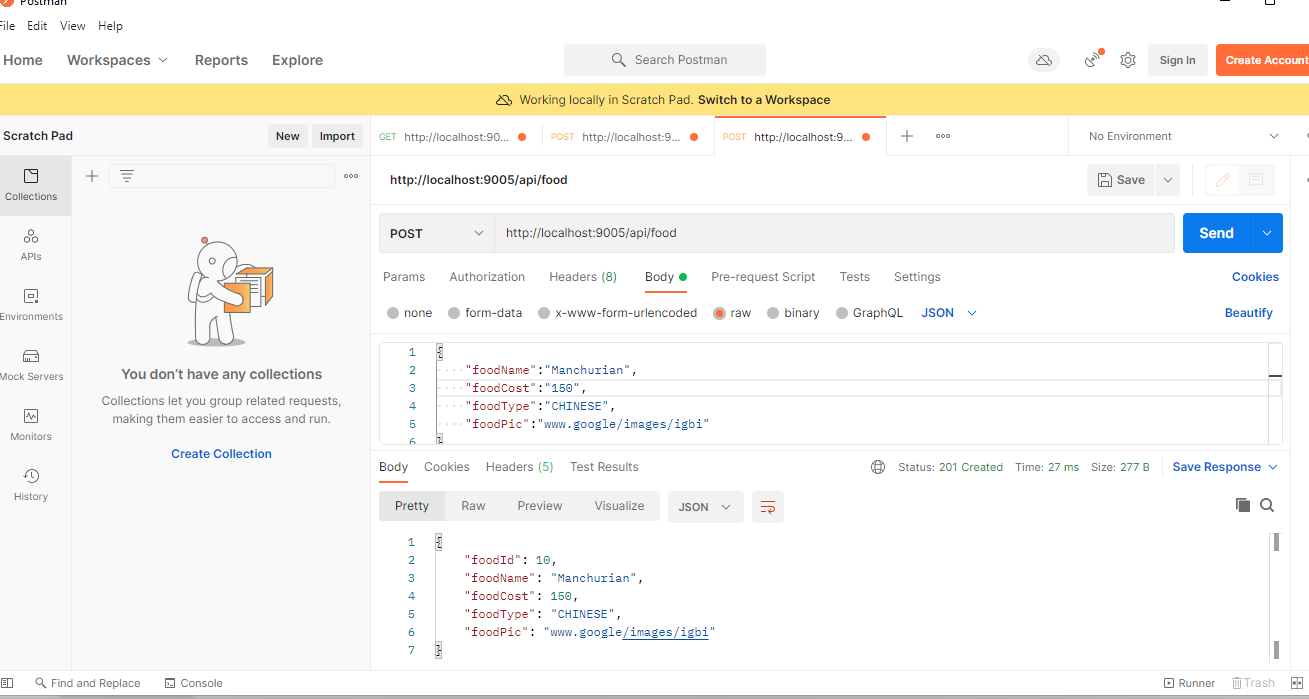 Postman
File Edit View Help
Home Workspaces Reports Explore Search Postman Sign In Create Account
Working locally in Scratch Pad. Switch to a Workspace
Scratch Pad New Import GET http://localhost:90... POST http://localhost:9... POST http://localhost:9... No Environment
Collections
APIs
Environments
Mock Servers
Monitors
History
You don't have any collections
Collections let you group related requests,
making them easier to access and run.
Create Collection
http://localhost:9005/api/food Save
POST http://localhost:9005/api/food Send
Params Authorization Headers (8) Body Pre-request Script Tests Settings Cookies
none form-data x-www-form-urlencoded raw binary GraphQL JSON Beautify
1 {
2 "foodName":"Manchurian",
3 "foodCost":"150",
4 "foodType":"CHINESE",
5 "foodPic":"www.google/images/igbi"
6 }
Body Cookies Headers (5) Test Results Status: 201 Created Time: 27 ms Size: 277 B Save Response
Pretty Raw Preview Visualize JSON
1 {
2 "foodId": 10,
3 "foodName": "Manchurian",
4 "foodCost": 150,
5 "foodType": "CHINESE",
6 "foodPic": "www.google/images/igbi"
7 }
Find and Replace Console Runner Trash